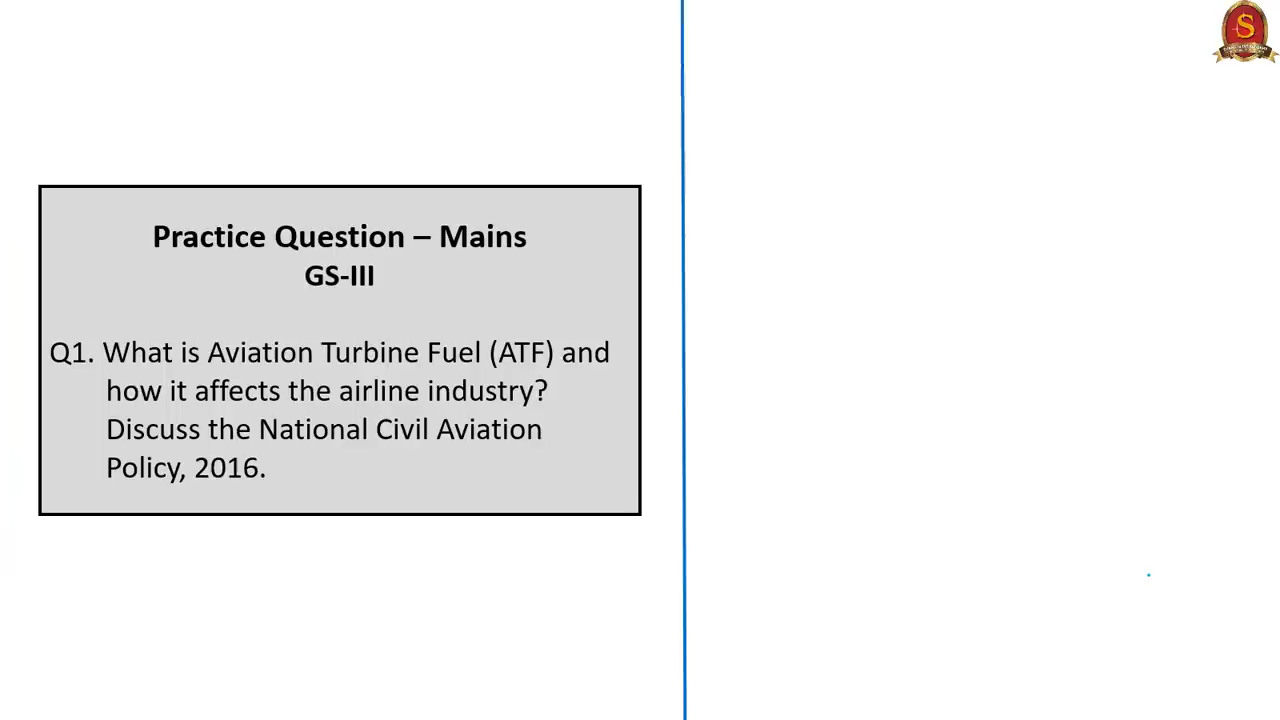 Practice Question – Mains
GS-III
Q1. What is Aviation Turbine Fuel (ATF) and
how it affects the airline industry?
Discuss the National Civil Aviation
Policy, 2016.
S